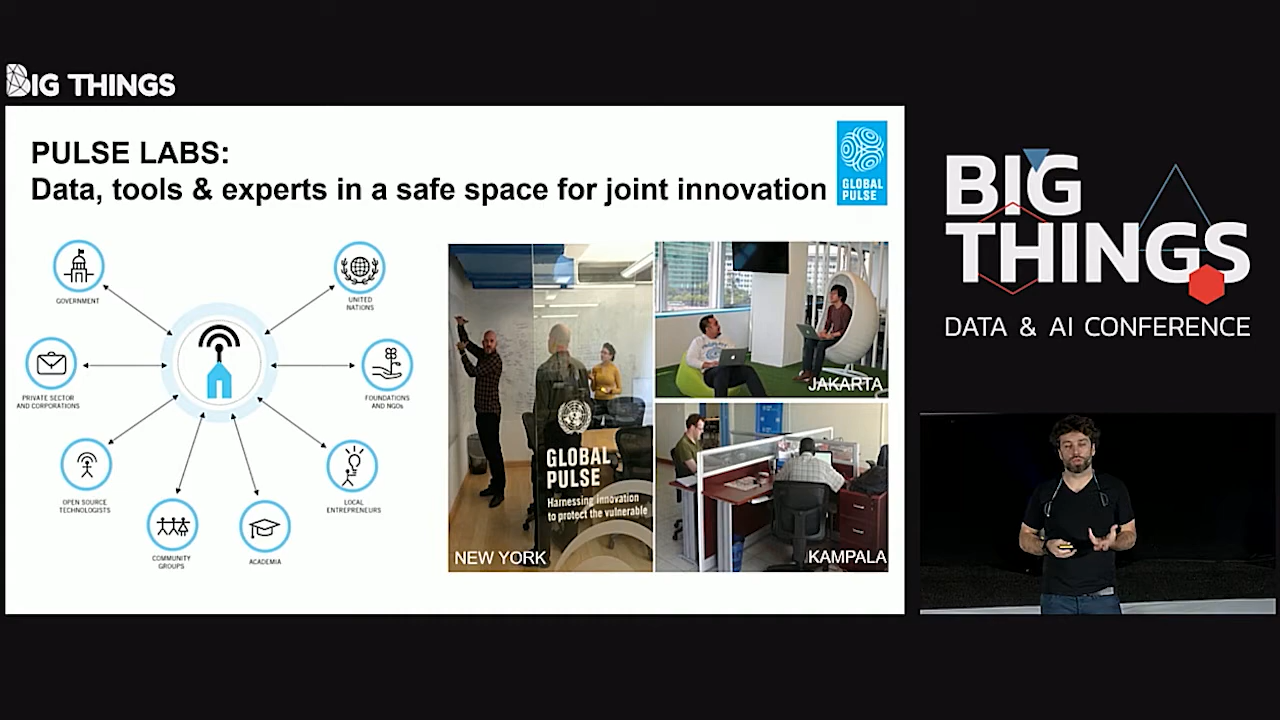 BIG THINGS
PULSE LABS:
Data, tools & experts in a safe space for joint innovation
GLOBAL
PULSE
GOVERNMENT
UNITED
NATIONS
PRIVATE SECTOR
AND CORPORATIONS
FOUNDATIONS
AND NGOs
OPEN SOURCE
TECHNOLOGISTS
LOCAL
ENTREPRENEURS
COMMUNITY
GROUPS
ACADEMIA
GLOBAL
PULSE
Harnessing innovation
to protect the vulnerable
NEW YORK
JAKARTA
KAMPALA
BIG
THINGS
DATA & AI CONFERENCE